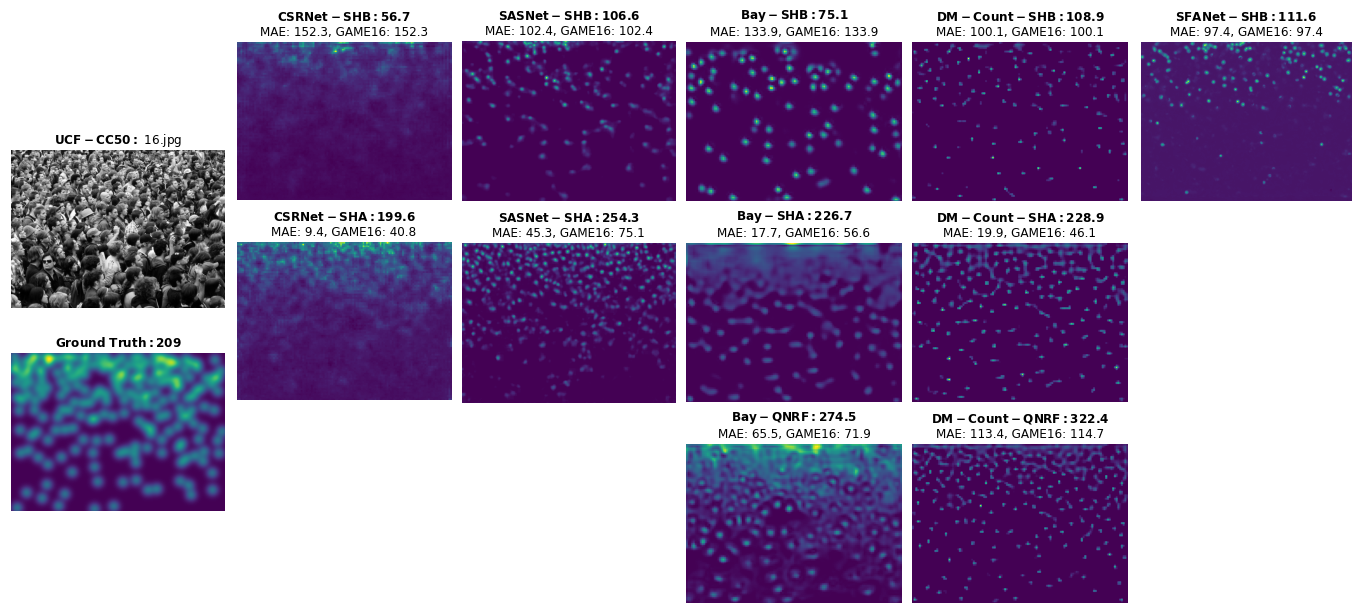 CSRNet − SHB : 56.7
MAE: 152.3, GAME16: 152.3
SASNet − SHB : 106.6
MAE: 102.4, GAME16: 102.4
Bay − SHB : 75.1
MAE: 133.9, GAME16: 133.9
DM − Count − SHB : 108.9
MAE: 100.1, GAME16: 100.1
SFANet − SHB : 111.6
MAE: 97.4, GAME16: 97.4
UCF − CC50 : 16.jpg
CSRNet − SHA : 199.6
MAE: 9.4, GAME16: 40.8
SASNet − SHA : 254.3
MAE: 45.3, GAME16: 75.1
Bay − SHA : 226.7
MAE: 17.7, GAME16: 56.6
DM − Count − SHA : 228.9
MAE: 19.9, GAME16: 46.1
Ground Truth : 209
Bay − QNRF : 274.5
MAE: 65.5, GAME16: 71.9
DM − Count − QNRF : 322.4
MAE: 113.4, GAME16: 114.7